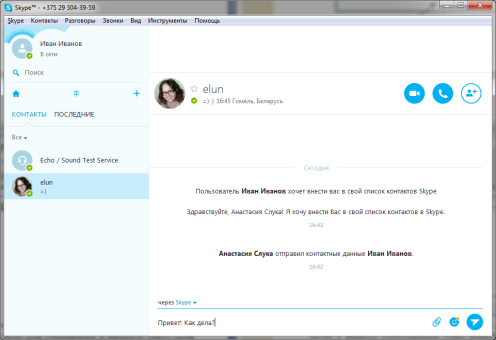 Skype™ - +375 29 304-39-59
Skype Контакты Разговоры Звонки Вид Инструменты Помощь
Иван Иванов
В сети
Поиск
КОНТАКТЫ ПОСЛЕДНИЕ
Все
Echo / Sound Test Service
elun
=)
elun
=) | 16:45 Гомель, Беларусь
Сегодня
Пользователь Иван Иванов хочет внести вас в свой список контактов Skype
Здравствуйте, Анастасия Слука! Я хочу внести Вас в свой список контактов в Skype.
16:42
Анастасия Слука отправил контактные данные Иван Иванов.
16:42
через Skype
Привет! Как дела?